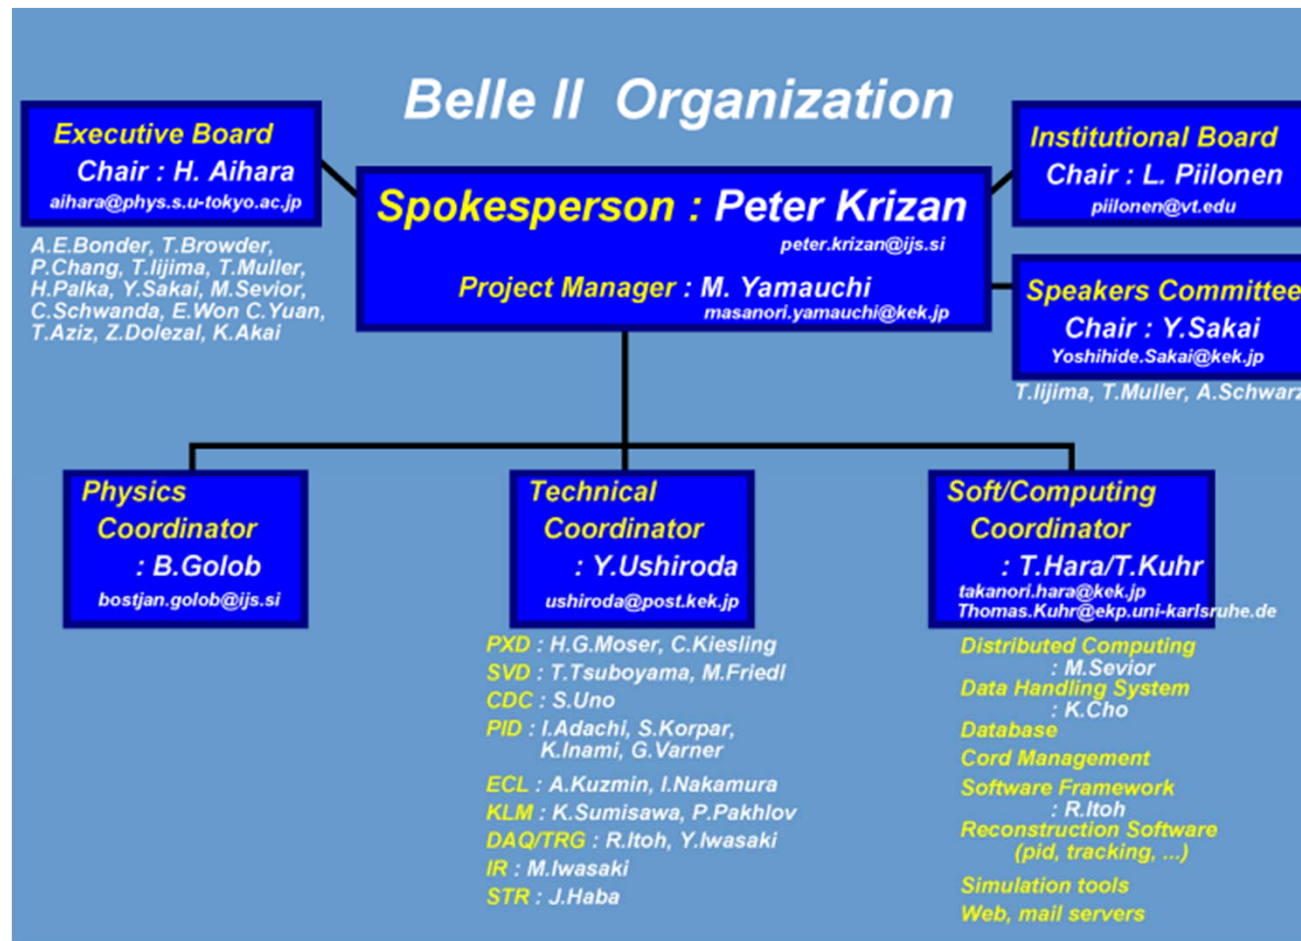 Belle II Organization
Executive Board
Chair : H. Aihara
aihara@phys.s.u-tokyo.ac.jp
A.E.Bonder, T.Browder,
P.Chang, T.Iijima, T.Muller,
H.Palka, Y.Sakai, M.Sevior,
C.Schwanda, E.Won C.Yuan,
T.Aziz, Z.Dolezal, K.Akai
Spokesperson : Peter Krizan
peter.krizan@ijs.si
Project Manager : M. Yamauchi
masanori.yamauchi@kek.jp
Institutional Board
Chair : L. Piilonen
piilonen@vt.edu
Speakers Committee
Chair : Y.Sakai
Yoshihide.Sakai@kek.jp
T.Iijima, T.Muller, A.Schwarz
Physics
Coordinator
: B.Golob
bostjan.golob@ijs.si
Technical
Coordinator
: Y.Ushiroda
ushiroda@post.kek.jp
PXD : H.G.Moser, C.Kiesling
SVD : T.Tsuboyama, M.Friedl
CDC : S.Uno
PID : I.Adachi, S.Korpar,
K.Inami, G.Varner
ECL : A.Kuzmin, I.Nakamura
KLM : K.Sumisawa, P.Pakhlov
DAQ/TRG : R.Itoh, Y.Iwasaki
IR : M.Iwasaki
STR : J.Haba
Soft/Computing
Coordinator
: T.Hara/T.Kuhr
takanori.hara@kek.jp
Thomas.Kuhr@ekp.uni-karlsruhe.de
Distributed Computing
: M.Sevior
Data Handling System
: K.Cho
Database
Cord Management
Software Framework
: R.Itoh
Reconstruction Software
(pid, tracking, ...)
Simulation tools
Web, mail servers